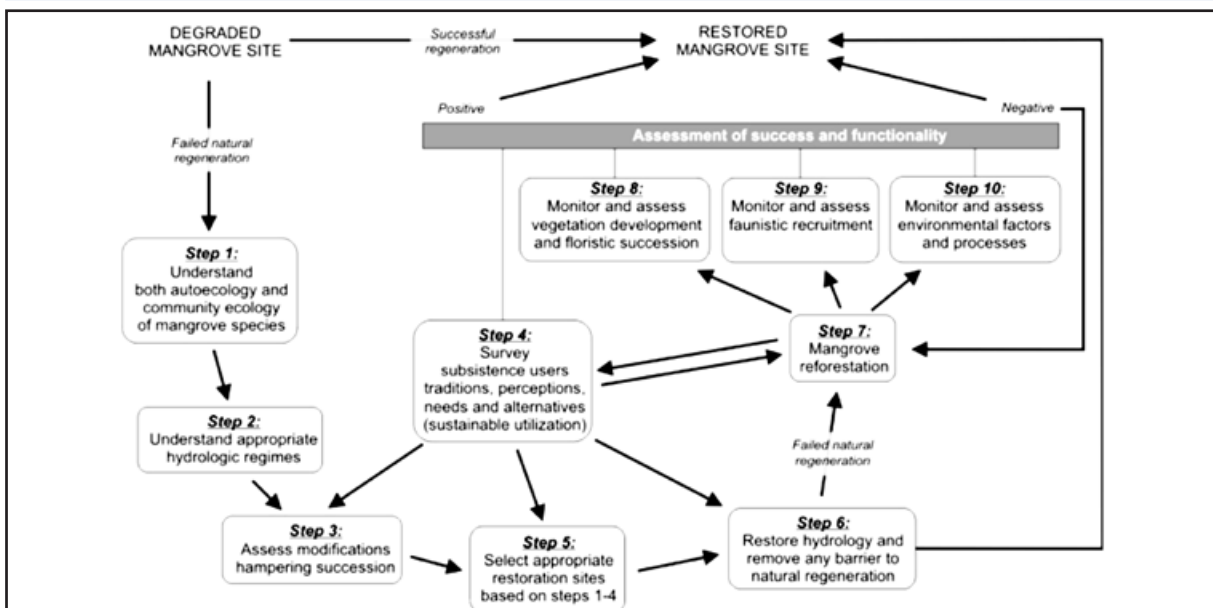 DEGRADED
MANGROVE SITE
Successful
regeneration
RESTORED
MANGROVE SITE
Positive
Negative
Assessment of success and functionality
Failed natural
regeneration
Step 8:
Monitor and assess
vegetation development
and floristic succession
Step 9:
Monitor and assess
faunistic recruitment
Step 10:
Monitor and assess
environmental factors
and processes
Step 1:
Understand
both autoecology and
community ecology
of mangrove species
Step 4:
Survey
subsistence users
traditions, perceptions,
needs and alternatives
(sustainable utilization)
Step 7:
Mangrove
reforestation
Step 2:
Understand appropriate
hydrologic regimes
Failed natural
regeneration
Step 3:
Assess modifications
hampering succession
Step 5:
Select appropriate
restoration sites
based on steps 1-4
Step 6:
Restore hydrology and
remove any barrier to
natural regeneration